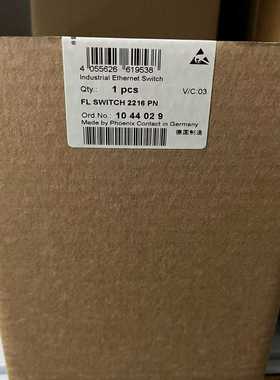 4 055626 619538
Industrial Ethernet Switch
Qty.: 1 pcs V/C:03
FL SWITCH 2216 PN
Ord.No.: 10 44 02 9
Made by Phoenix Contact in Germany
德国制造